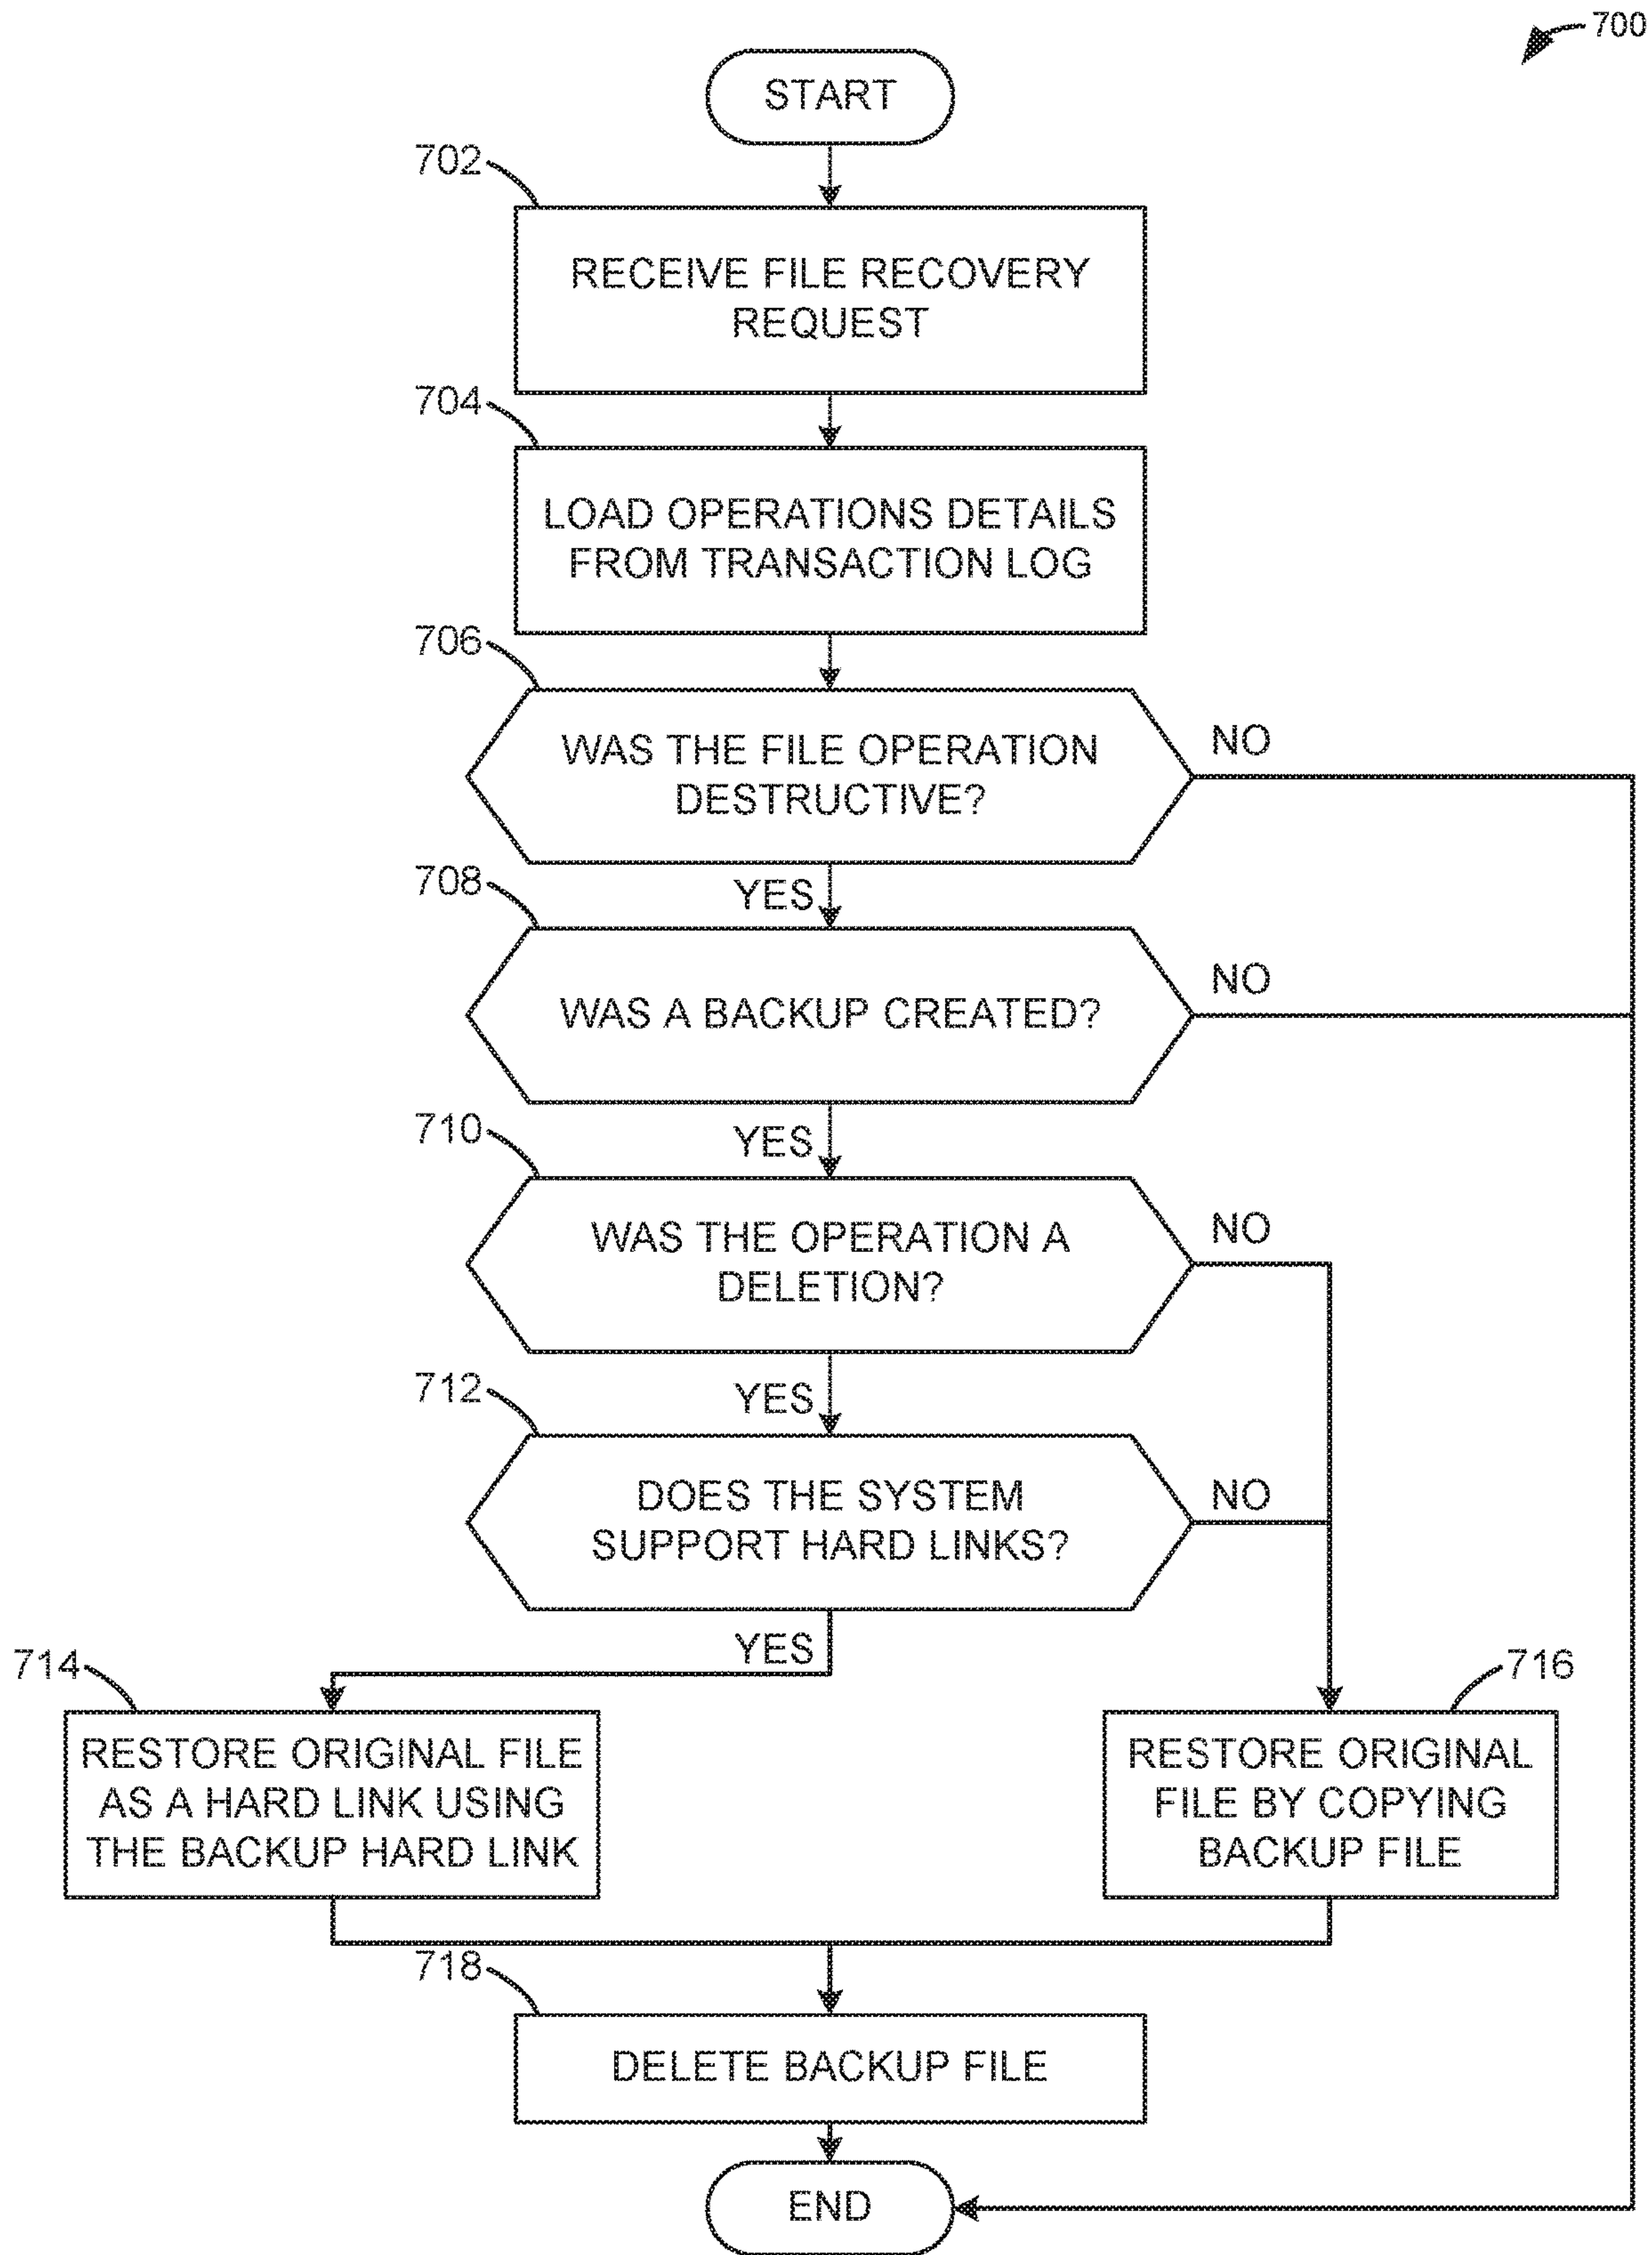 700
START
702
RECEIVE FILE RECOVERY
REQUEST
704
LOAD OPERATIONS DETAILS
FROM TRANSACTION LOG
706
WAS THE FILE OPERATION
DESTRUCTIVE?
NO
YES
708
WAS A BACKUP CREATED?
NO
YES
710
WAS THE OPERATION A
DELETION?
NO
YES
712
DOES THE SYSTEM
SUPPORT HARD LINKS?
NO
YES
714
RESTORE ORIGINAL FILE
AS A HARD LINK USING
THE BACKUP HARD LINK
716
RESTORE ORIGINAL
FILE BY COPYING
BACKUP FILE
718
DELETE BACKUP FILE
END